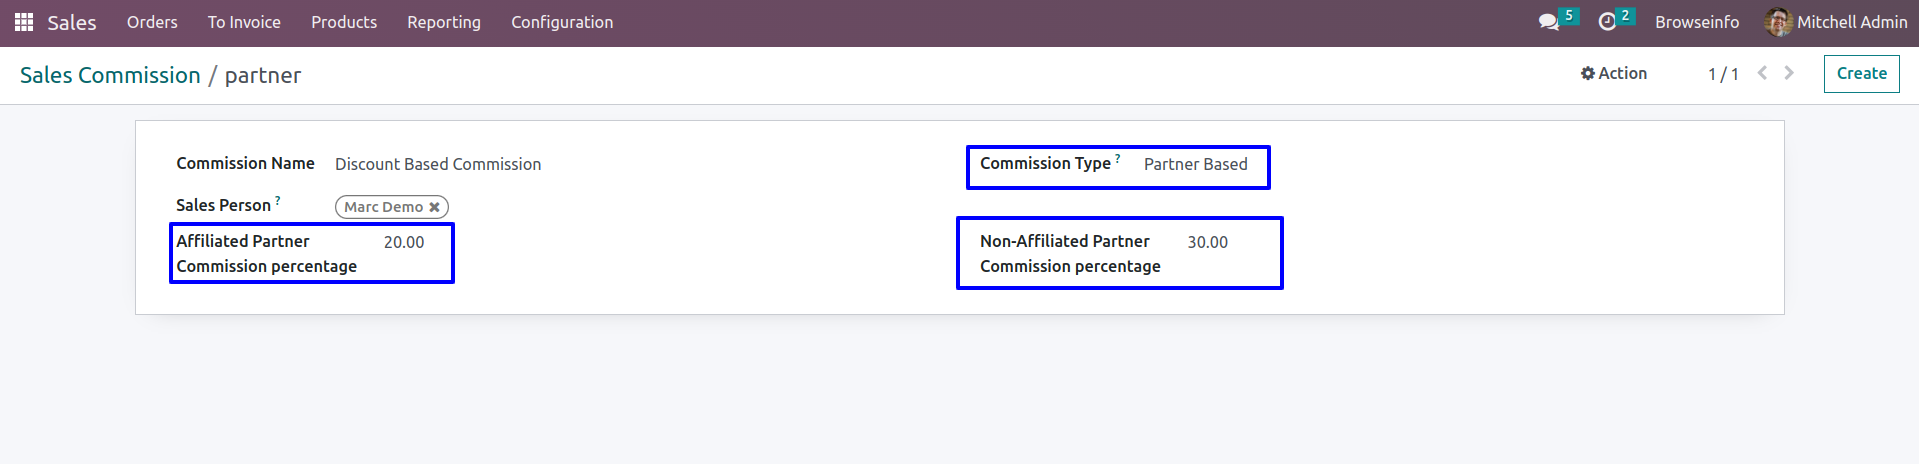 Sales Orders To Invoice Products Reporting Configuration 5 2 Browseinfo Mitchell Admin
Sales Commission / partner Action 1 / 1 Create
Commission Name Discount Based Commission Commission Type ? Partner Based
Sales Person ? Marc Demo ✖
Affiliated Partner 20.00 Non-Affiliated Partner 30.00
Commission percentage Commission percentage